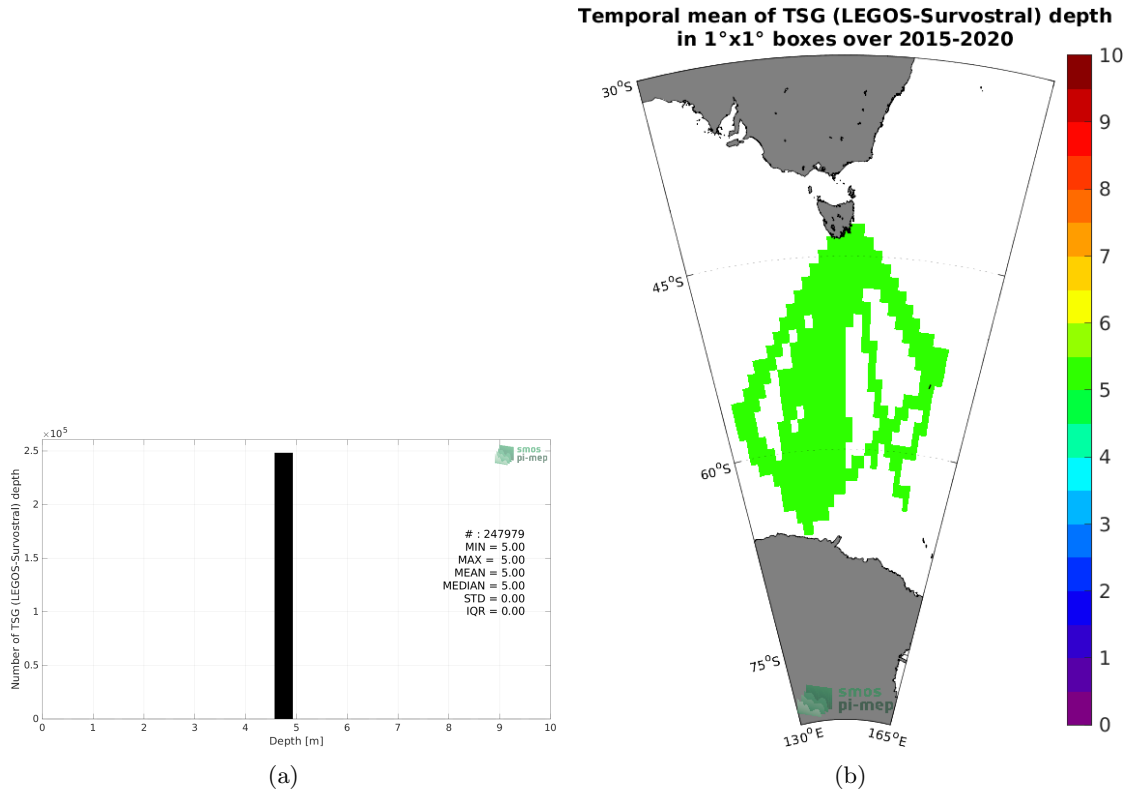 Temporal mean of TSG (LEGOS-Survostral) depth
in 1°x1° boxes over 2015-2020
×10⁵
Number of TSG (LEGOS-Survostral) depth
2.5
2
1.5
1
0.5
0
0 1 2 3 4 5 6 7 8 9 10
Depth [m]
smos
pi-mep
# : 247979
MIN = 5.00
MAX = 5.00
MEAN = 5.00
MEDIAN = 5.00
STD = 0.00
IQR = 0.00
(a)
30°S
45°S
60°S
75°S
130°E
165°E
smos
pi-mep
10
9
8
7
6
5
4
3
2
1
0
(b)